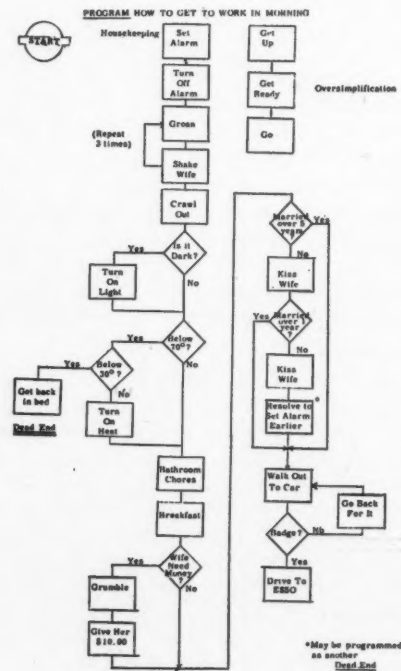 PROGRAM HOW TO GET TO WORK IN MORNING
START
Housekeeping
Set
Alarm
Turn
Off
Alarm
Groan
(Repeat
3 times)
Shake
Wife
Crawl
Out
Is it
Dark?
Yes
No
Turn
On
Light
Below
70°?
Yes
No
Below
30°?
Yes
No
Get back
in bed
Dead End
Turn
On
Heat
Bathroom
Chores
Breakfast
Wife
Need
Money
?
Yes
No
Grumble
Give Her
$10.00
Get
Up
Get
Ready
Go
Oversimplification
Married
over 5
years
Yes
No
Kiss
Wife
Married
over 1
year
?
Yes
No
Kiss
Wife
Resolve to
Set Alarm
Earlier
*
Walk Out
To Car
Go Back
For It
Badge?
No
Yes
Drive To
ESSO
*May be programmed
as another
Dead End